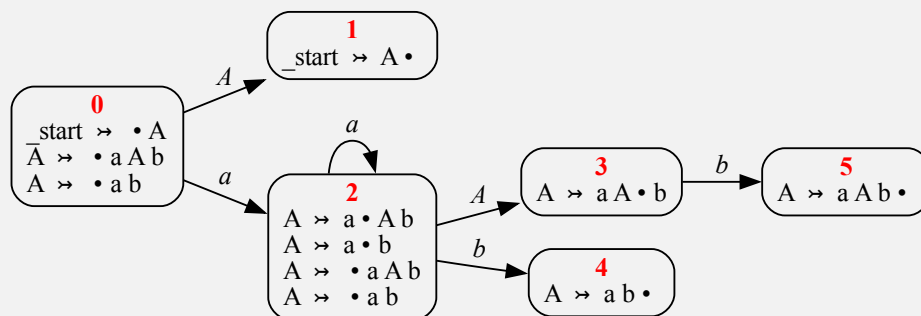 1
_start ↣ A •
A
0
_start ↣ • A
A ↣ • a A b
A ↣ • a b
a
a
2
A ↣ a • A b
A ↣ a • b
A ↣ • a A b
A ↣ • a b
A
3
A ↣ a A • b
b
5
A ↣ a A b •
b
4
A ↣ a b •